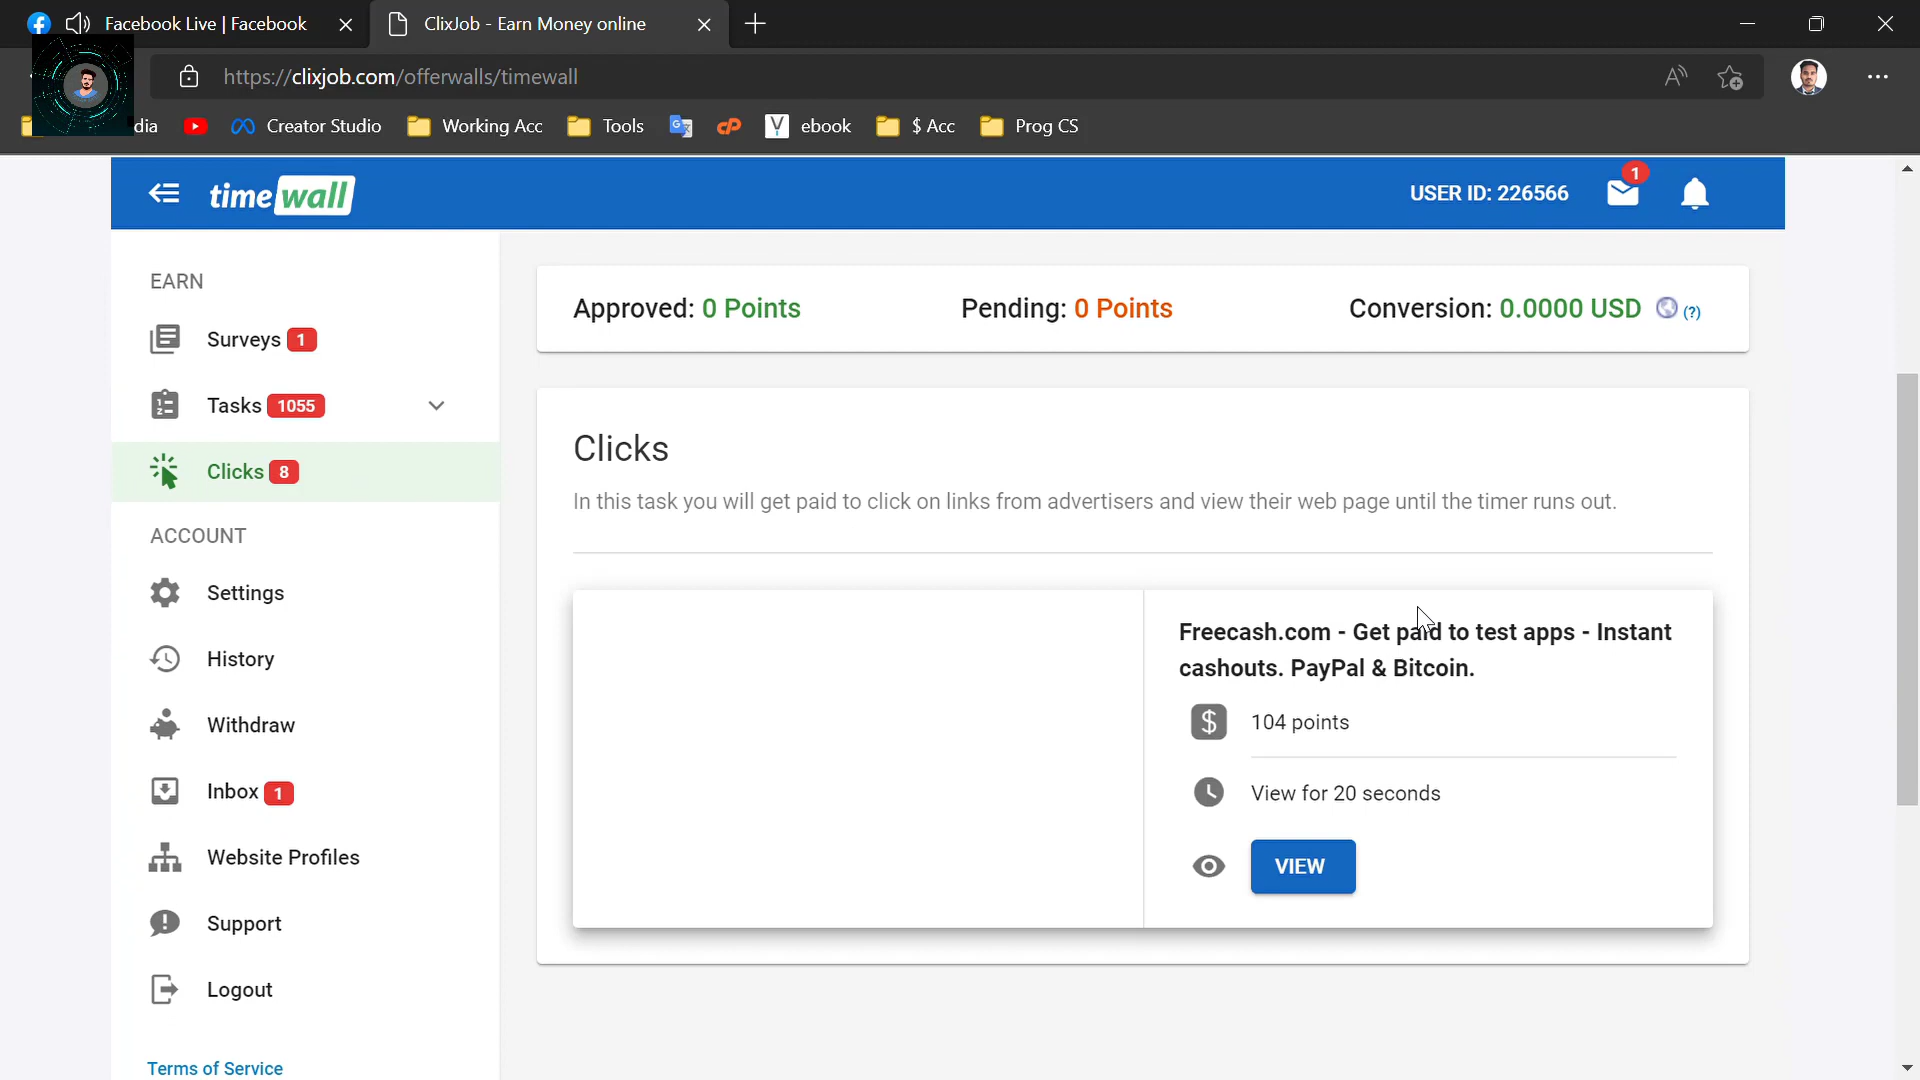 Facebook Live | Facebook
ClixJob - Earn Money online
https://clixjob.com/offerwalls/timewall
dia
Creator Studio
Working Acc
Tools
ebook
$ Acc
Prog CS
timewall
USER ID: 226566
1
EARN
Surveys 1
Tasks 1055
Clicks 8
ACCOUNT
Settings
History
Withdraw
Inbox 1
Website Profiles
Support
Logout
Terms of Service
Approved: 0 Points
Pending: 0 Points
Conversion: 0.0000 USD (?)
Clicks
In this task you will get paid to click on links from advertisers and view their web page until the timer runs out.
Freecash.com - Get paid to test apps - Instant
cashouts. PayPal & Bitcoin.
$ 104 points
View for 20 seconds
VIEW